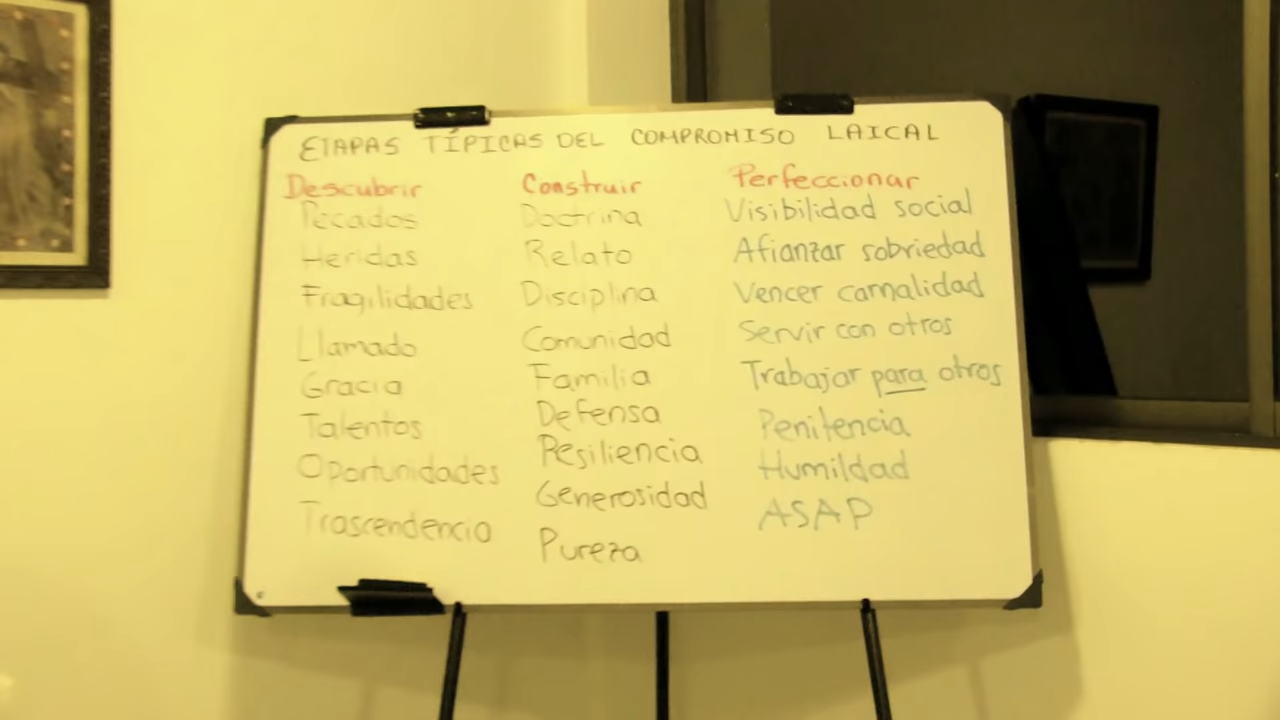 ETAPAS TÍPICAS DEL COMPROMISO LAICAL
Descubrir
Pecados
Heridas
Fragilidades
Llamado
Gracia
Talentos
Oportunidades
Trascendencia
Construir
Doctrina
Relato
Disciplina
Comunidad
Familia
Defensa
Resiliencia
Generosidad
Pureza
Perfeccionar
Visibilidad social
Afianzar sobriedad
Vencer carnalidad
Servir con otros
Trabajar para otros
Penitencia
Humildad
ASAP